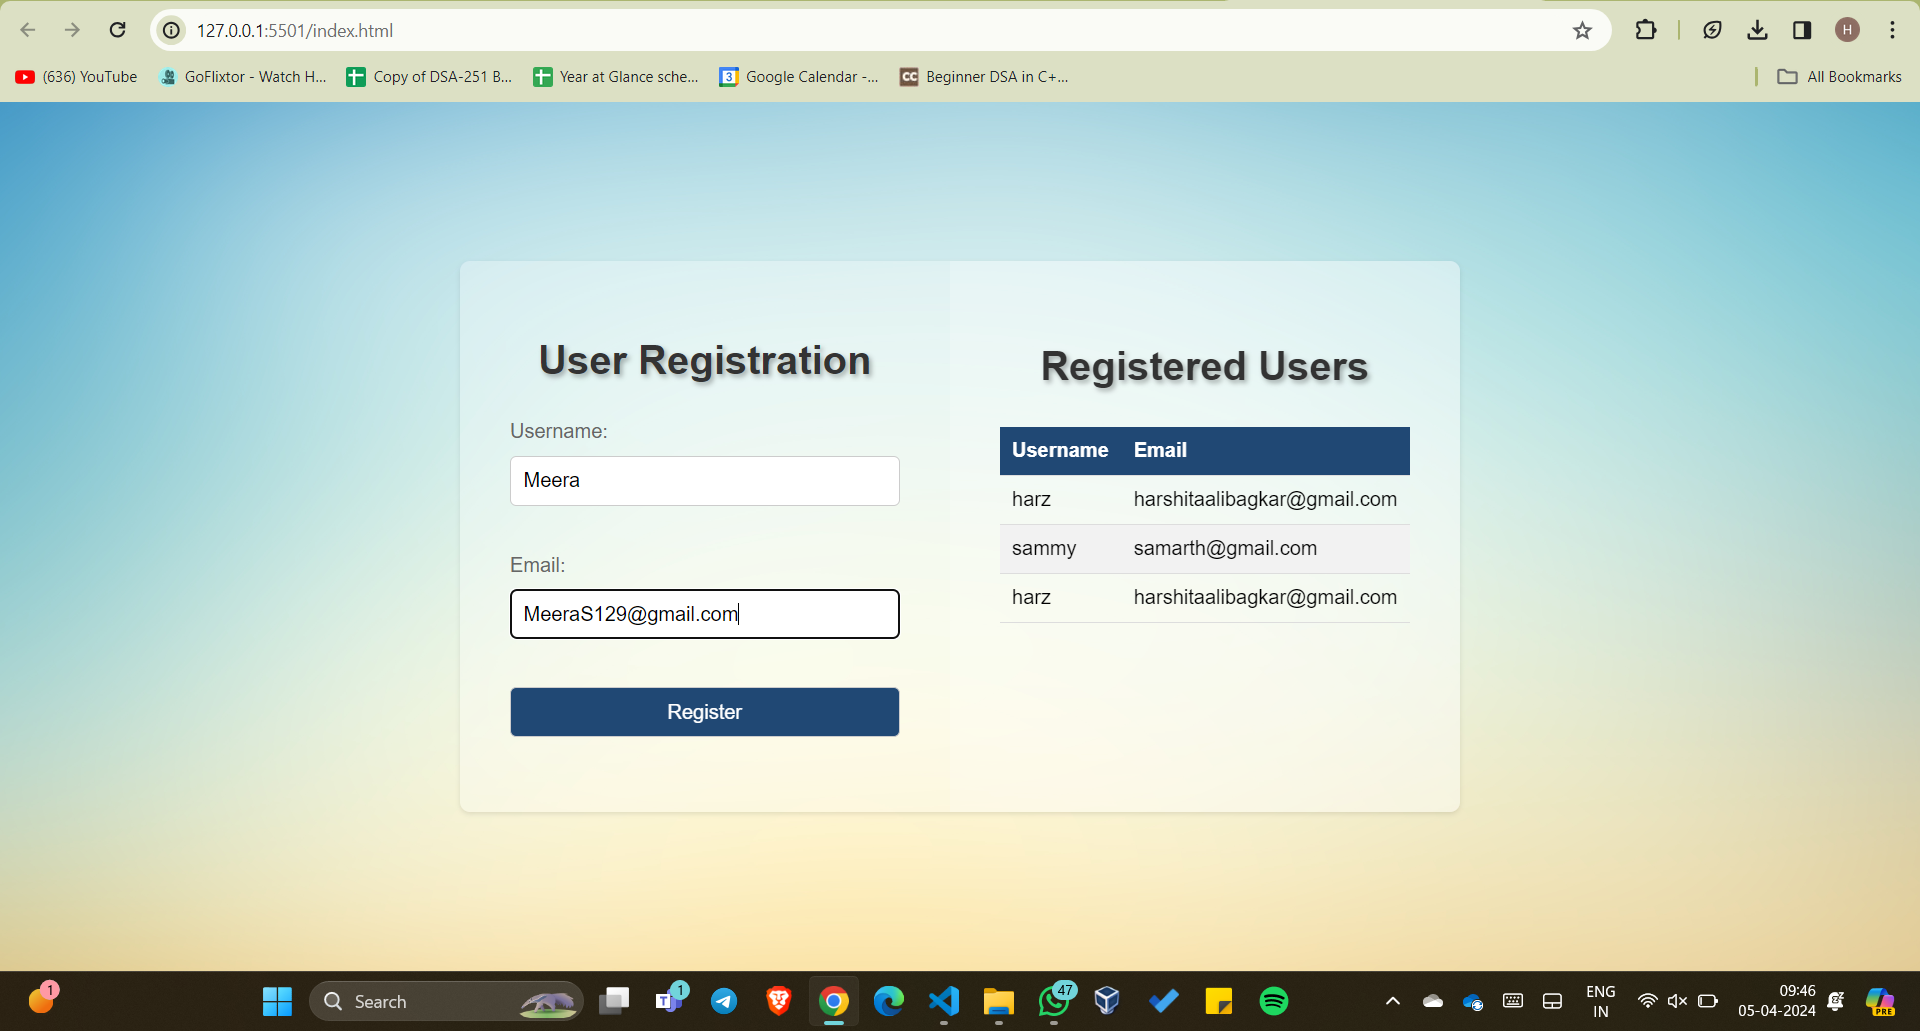 127.0.0.1:5501/index.html
H
(636) YouTube GoFlixtor - Watch H... Copy of DSA-251 B... Year at Glance sche... 3 Google Calendar -... CC Beginner DSA in C+... All Bookmarks
User Registration
Username:
Meera
Email:
MeeraS129@gmail.com
Register
Registered Users
Username Email
harz harshitaalibagkar@gmail.com
sammy samarth@gmail.com
harz harshitaalibagkar@gmail.com
1 Search T 1 47 ENG 09:46
IN 05-04-2024 PRE